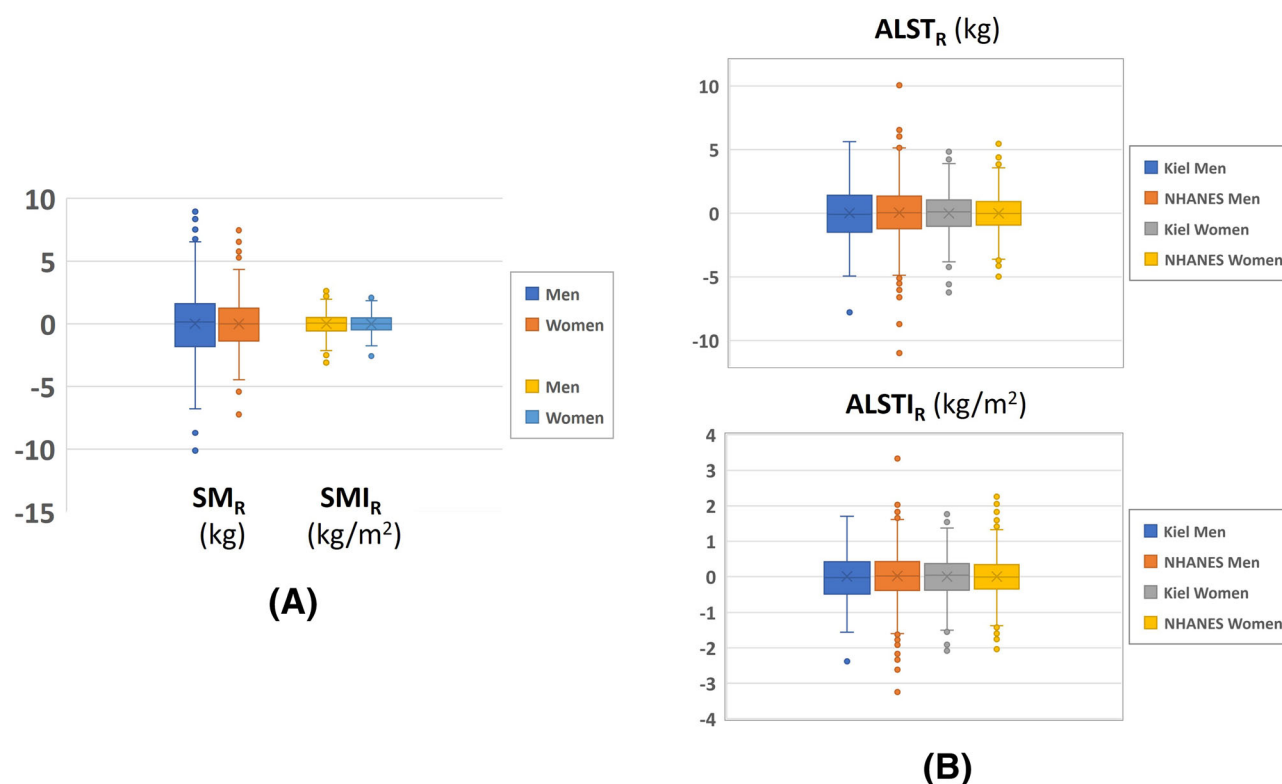 10
5
0
-5
-10
-15
SMR
(kg)
SMIR
(kg/m²)
Men
Women
Men
Women
(A)
ALSTR (kg)
10
5
0
-5
-10
Kiel Men
NHANES Men
Kiel Women
NHANES Women
ALSTIR (kg/m²)
4
3
2
1
0
-1
-2
-3
-4
Kiel Men
NHANES Men
Kiel Women
NHANES Women
(B)